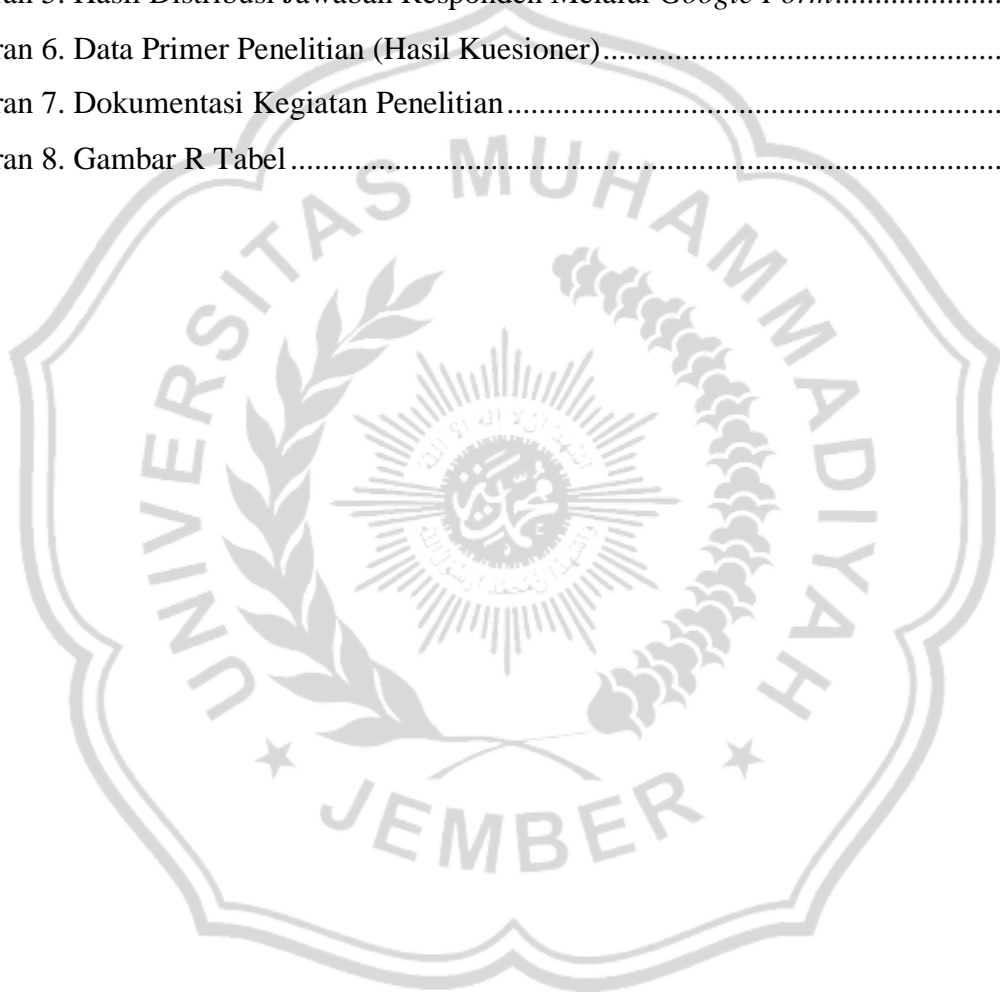 ran 5. Hasil Distribusi Jawaban Responden Melalui Google Form......................
ran 6. Data Primer Penelitian (Hasil Kuesioner)..................................................
ran 7. Dokumentasi Kegiatan Penelitian..............................................................
ran 8. Gambar R Tabel.........................................................................................
UNIVERSITAS MUHAMMADIYAH
JEMBER